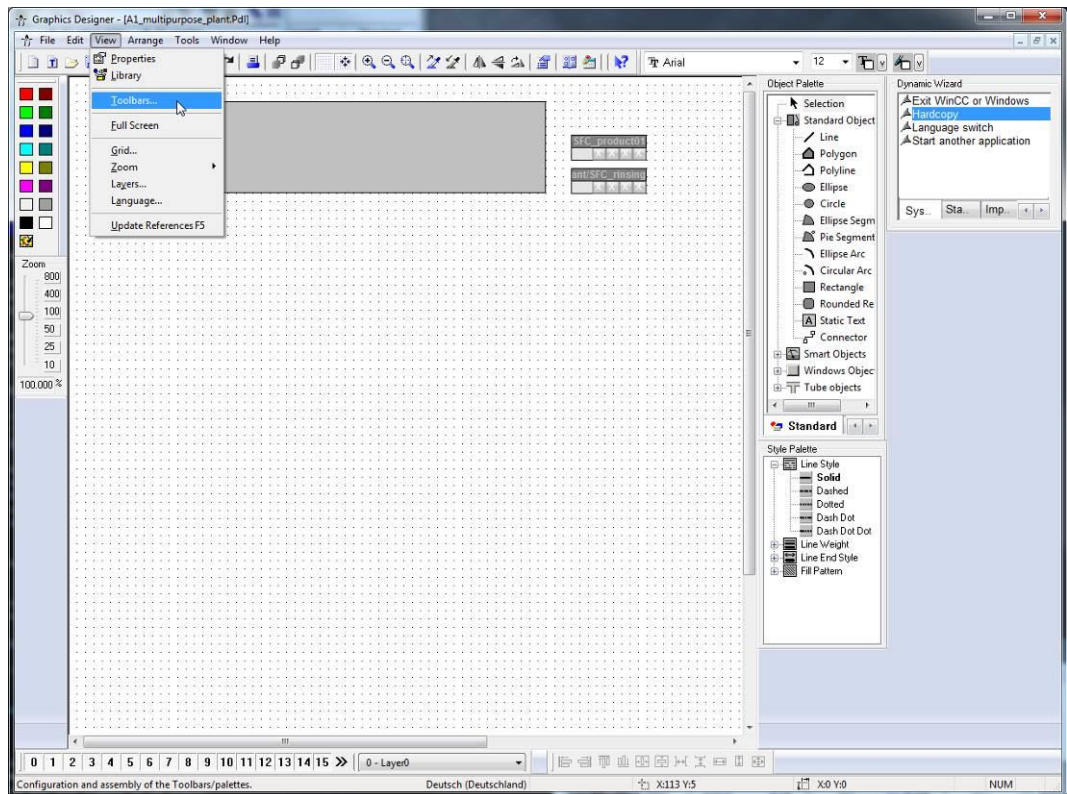 Graphics Designer - [A1_multipurpose_plant.Pdl]
File Edit View Arrange Tools Window Help
Arial 12
Properties
Library
Toolbars...
Full Screen
Grid...
Zoom
Layers...
Language...
Update References F5
SFC_product01
ant/SFC_rinsing
Zoom
800
400
100
50
25
10
100.000 %
Object Palette
Selection
Standard Object
Line
Polygon
Polyline
Ellipse
Circle
Ellipse Segm
Pie Segment
Ellipse Arc
Circular Arc
Rectangle
Rounded Re
Static Text
Connector
Smart Objects
Windows Objec
Tube objects
Standard
Style Palette
Line Style
Solid
Dashed
Dotted
Dash Dot
Dash Dot Dot
Line Weight
Line End Style
Fill Pattern
Dynamic Wizard
Exit WinCC or Windows
Hardcopy
Language switch
Start another application
Sys... Sta... Imp...
0 1 2 3 4 5 6 7 8 9 10 11 12 13 14 15 0 - Layer0
Configuration and assembly of the Toolbars/palettes. Deutsch (Deutschland) X:113 Y:5 X:0 Y:0 NUM